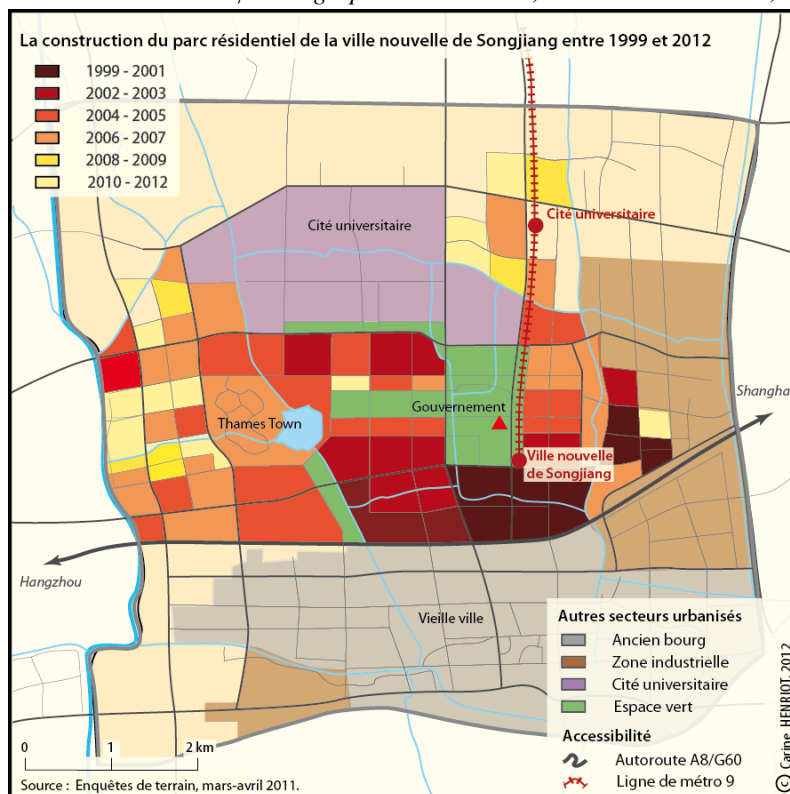 La construction du parc résidentiel de la ville nouvelle de Songjiang entre 1999 et 2012
1999 - 2001
2002 - 2003
2004 - 2005
2006 - 2007
2008 - 2009
2010 - 2012
Cité universitaire
Cité universitaire
Shangha
Gouvernement
Thames Town
Ville nouvelle
de Songjiang
Hangzhou
Vieille ville
Autres secteurs urbanisés
Ancien bourg
Zone industrielle
Cité universitaire
Espace vert
Accessibilité
Autoroute A8/G60
Ligne de métro 9
0 1 2 km
Source : Enquêtes de terrain, mars-avril 2011.
© Carine HENRIOT, 2012